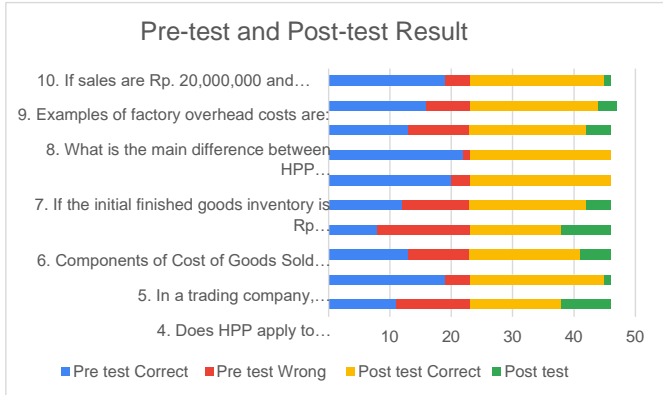 Pre-test and Post-test Result
10. If sales are Rp. 20,000,000 and…
9. Examples of factory overhead costs are:
8. What is the main difference between
HPP…
7. If the initial finished goods inventory is
Rp…
6. Components of Cost of Goods Sold…
5. In a trading company,…
4. Does HPP apply to…
10 20 30 40 50
Pre test Correct Pre test Wrong Post test Correct Post test